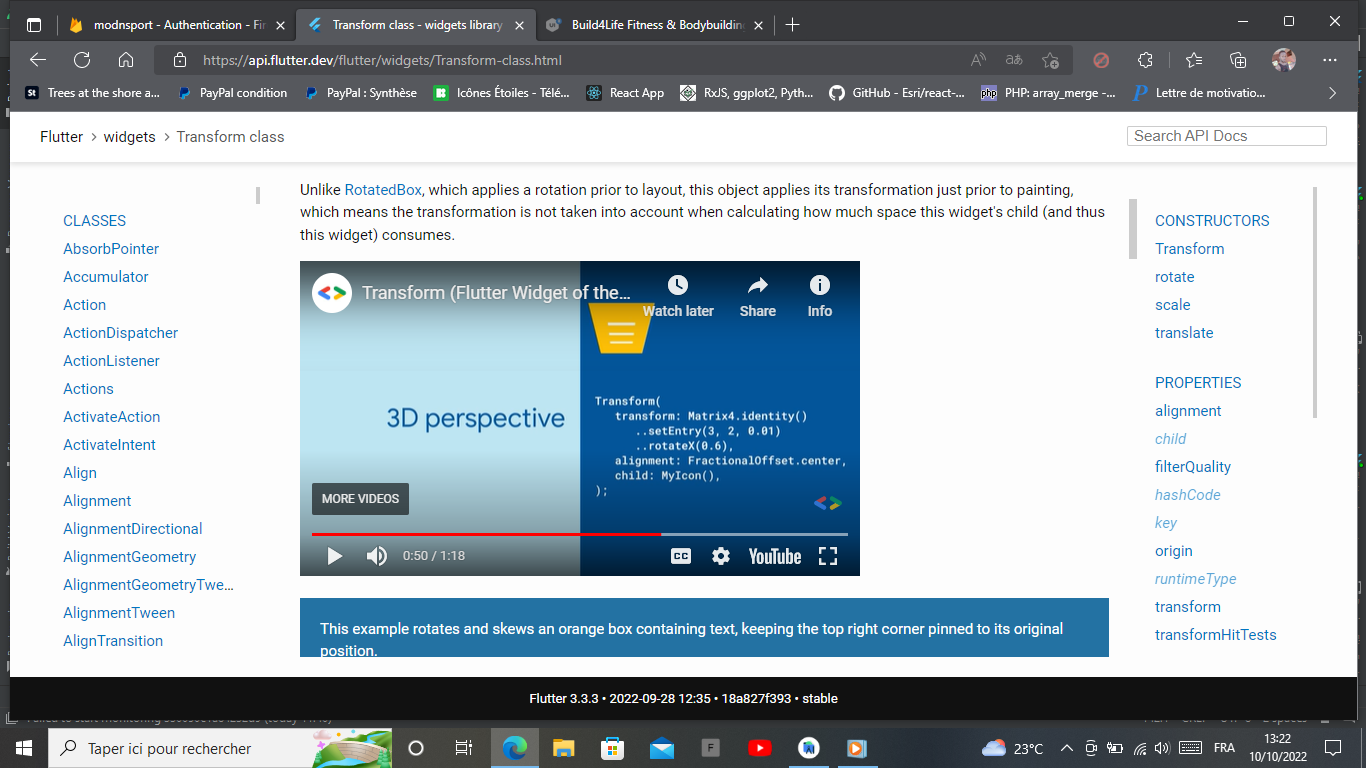 modnsport - Authentication - Fir
Transform class - widgets library
Build4Life Fitness & Bodybuilding
https://api.flutter.dev/flutter/widgets/Transform-class.html
Trees at the shore a...
PayPal condition
PayPal : Synthèse
Icônes Étoiles - Télé...
React App
RxJS, ggplot2, Pyth...
GitHub - Esri/react-...
php PHP: array_merge -...
Lettre de motivatio...
Flutter > widgets > Transform class
Search API Docs
CLASSES
AbsorbPointer
Accumulator
Action
ActionDispatcher
ActionListener
Actions
ActivateAction
ActivateIntent
Align
Alignment
AlignmentDirectional
AlignmentGeometry
AlignmentGeometryTwe...
AlignmentTween
AlignTransition
Unlike RotatedBox, which applies a rotation prior to layout, this object applies its transformation just prior to painting,
which means the transformation is not taken into account when calculating how much space this widget's child (and thus
this widget) consumes.
Transform (Flutter Widget of the...
Watch later
Share
Info
3D perspective
Transform(
transform: Matrix4.identity()
..setEntry(3, 2, 0.01)
..rotateX(0.6),
alignment: FractionalOffset.center,
child: MyIcon(),
);
MORE VIDEOS
0:50 / 1:18
CC
YouTube
This example rotates and skews an orange box containing text, keeping the top right corner pinned to its original
position.
CONSTRUCTORS
Transform
rotate
scale
translate
PROPERTIES
alignment
child
filterQuality
hashCode
key
origin
runtimeType
transform
transformHitTests
Flutter 3.3.3 • 2022-09-28 12:35 • 18a827f393 • stable
Taper ici pour rechercher
23°C
FRA
13:22
10/10/2022